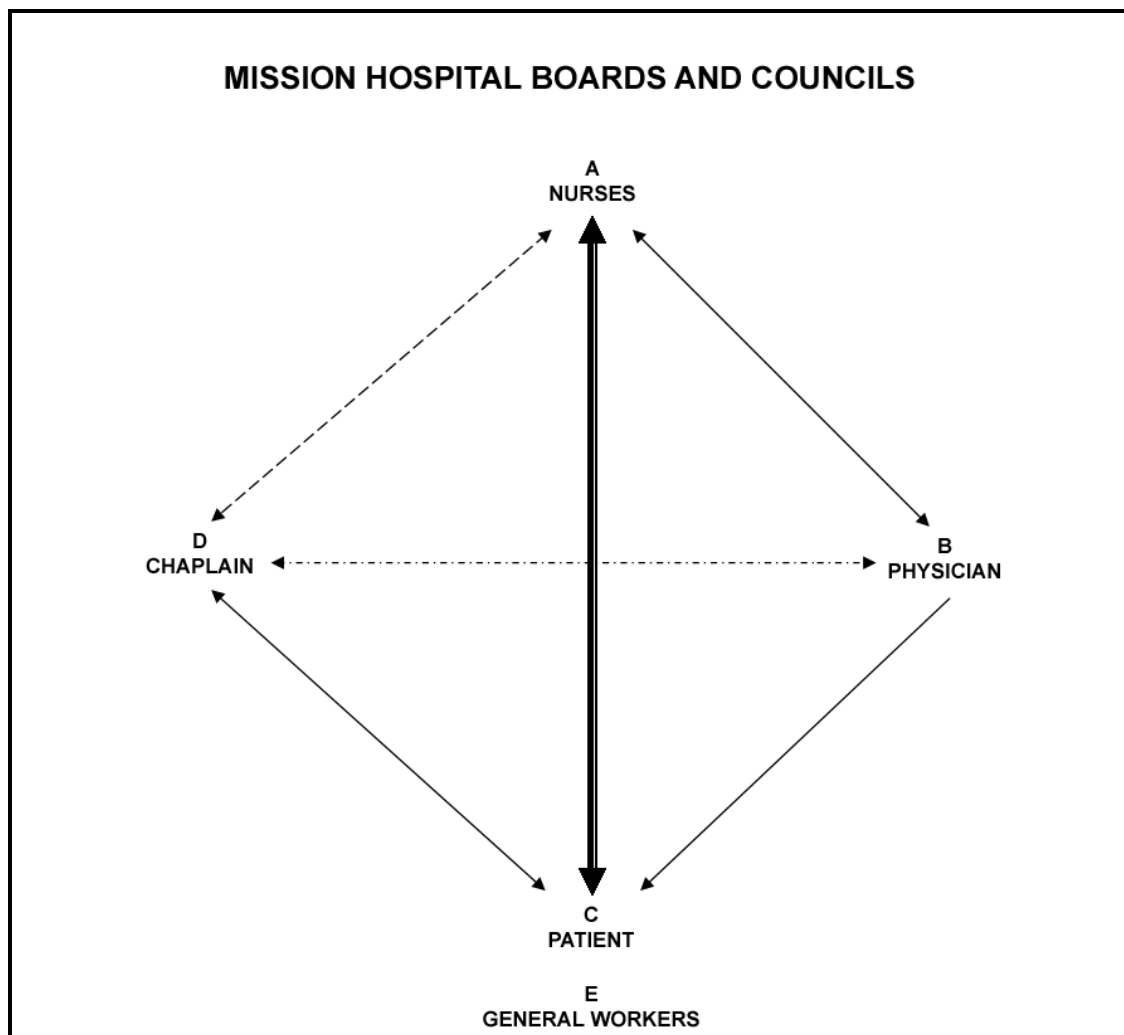 MISSION HOSPITAL BOARDS AND COUNCILS
A
NURSES
D
CHAPLAIN
B
PHYSICIAN
C
PATIENT
E
GENERAL WORKERS